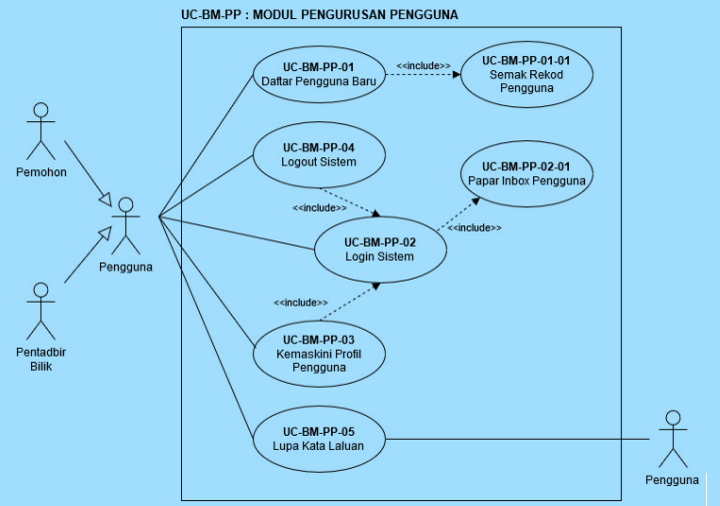 UC-BM-PP : MODUL PENGURUSAN PENGGUNA
UC-BM-PP-01
Daftar Pengguna Baru
<<include>>
UC-BM-PP-01-01
Semak Rekod
Pengguna
Pemohon
UC-BM-PP-04
Logout Sistem
UC-BM-PP-02-01
Papar Inbox Pengguna
<<include>>
<<include>>
Pengguna
UC-BM-PP-02
Login Sistem
<<include>>
Pentadbir
Bilik
UC-BM-PP-03
Kemaskini Profil
Pengguna
UC-BM-PP-05
Lupa Kata Laluan
Pengguna